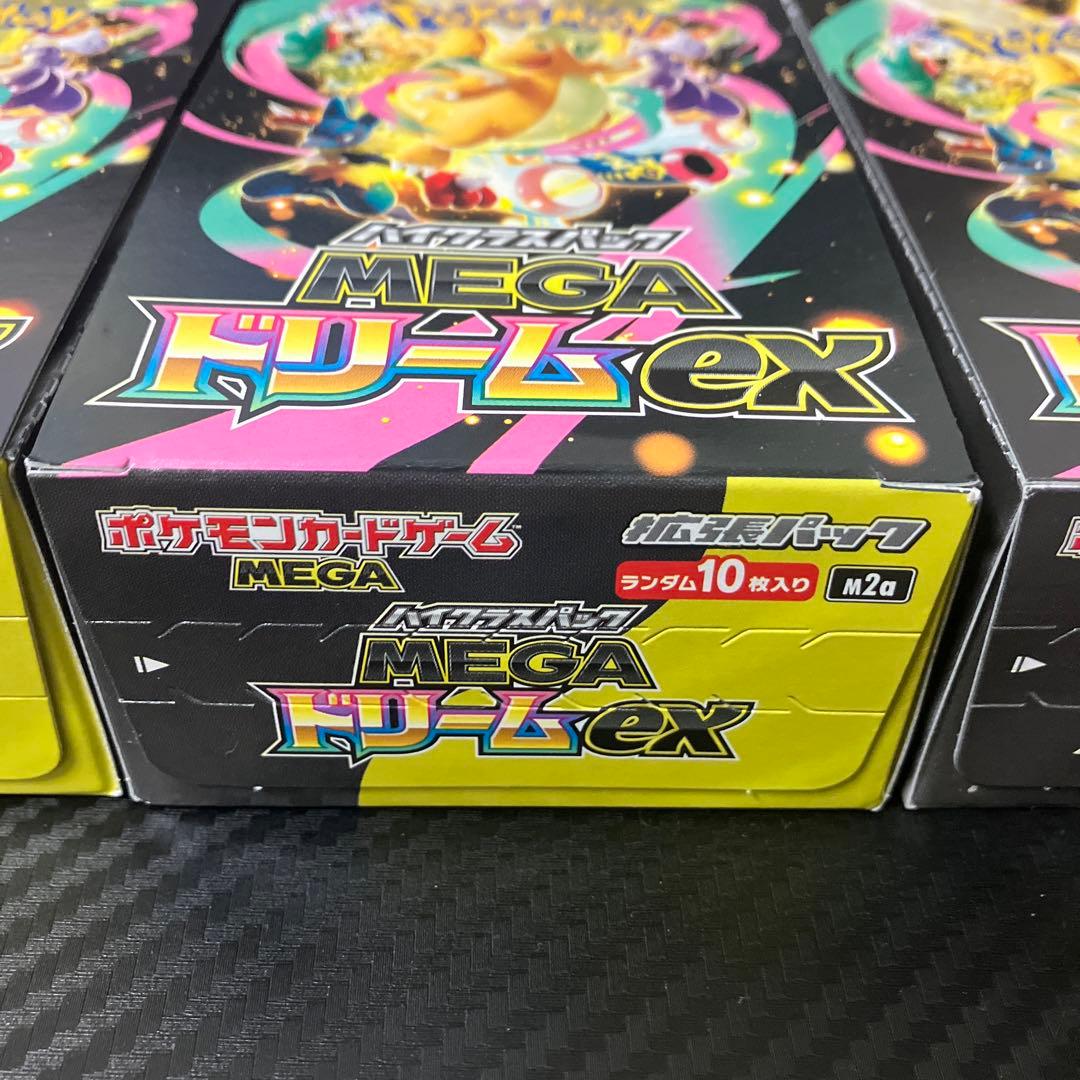 ハイクラスパック
MEGA
ドリームex
ポケモンカードゲーム
MEGA
拡張パック
ランダム10枚入り
M2a
ハイクラスパック
MEGA
ドリームex